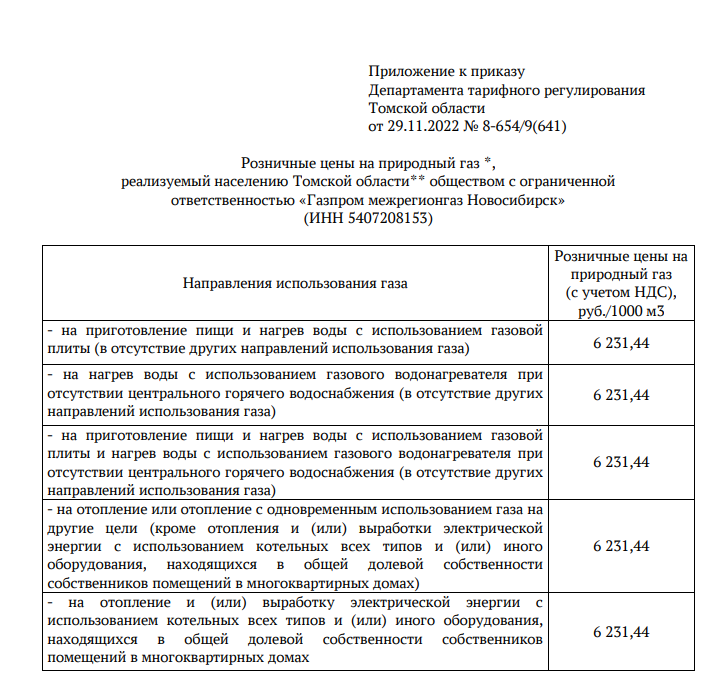 Приложение к приказу
Департамента тарифного регулирования
Томской области
от 29.11.2022 № 8-654/9(641)
Розничные цены на природный газ *,
реализуемый населению Томской области** обществом с ограниченной
ответственностью «Газпром межрегионгаз Новосибирск»
(ИНН 5407208153)
Направления использования газа
Розничные цены на
природный газ
(с учетом НДС),
руб./1000 м3
- на приготовление пищи и нагрев воды с использованием газовой
плиты (в отсутствие других направлений использования газа)
6 231,44
- на нагрев воды с использованием газового водонагревателя при
отсутствии центрального горячего водоснабжения (в отсутствие других
направлений использования газа)
6 231,44
- на приготовление пищи и нагрев воды с использованием газовой
плиты и нагрев воды с использованием газового водонагревателя при
отсутствии центрального горячего водоснабжения (в отсутствие других
направлений использования газа)
6 231,44
- на отопление или отопление с одновременным использованием газа на
другие цели (кроме отопления и (или) выработки электрической
энергии с использованием котельных всех типов и (или) иного
оборудования, находящихся в общей долевой собственности
собственников помещений в многоквартирных домах)
6 231,44
- на отопление и (или) выработку электрической энергии с
использованием котельных всех типов и (или) иного оборудования,
находящихся в общей долевой собственности собственников
помещений в многоквартирных домах
6 231,44